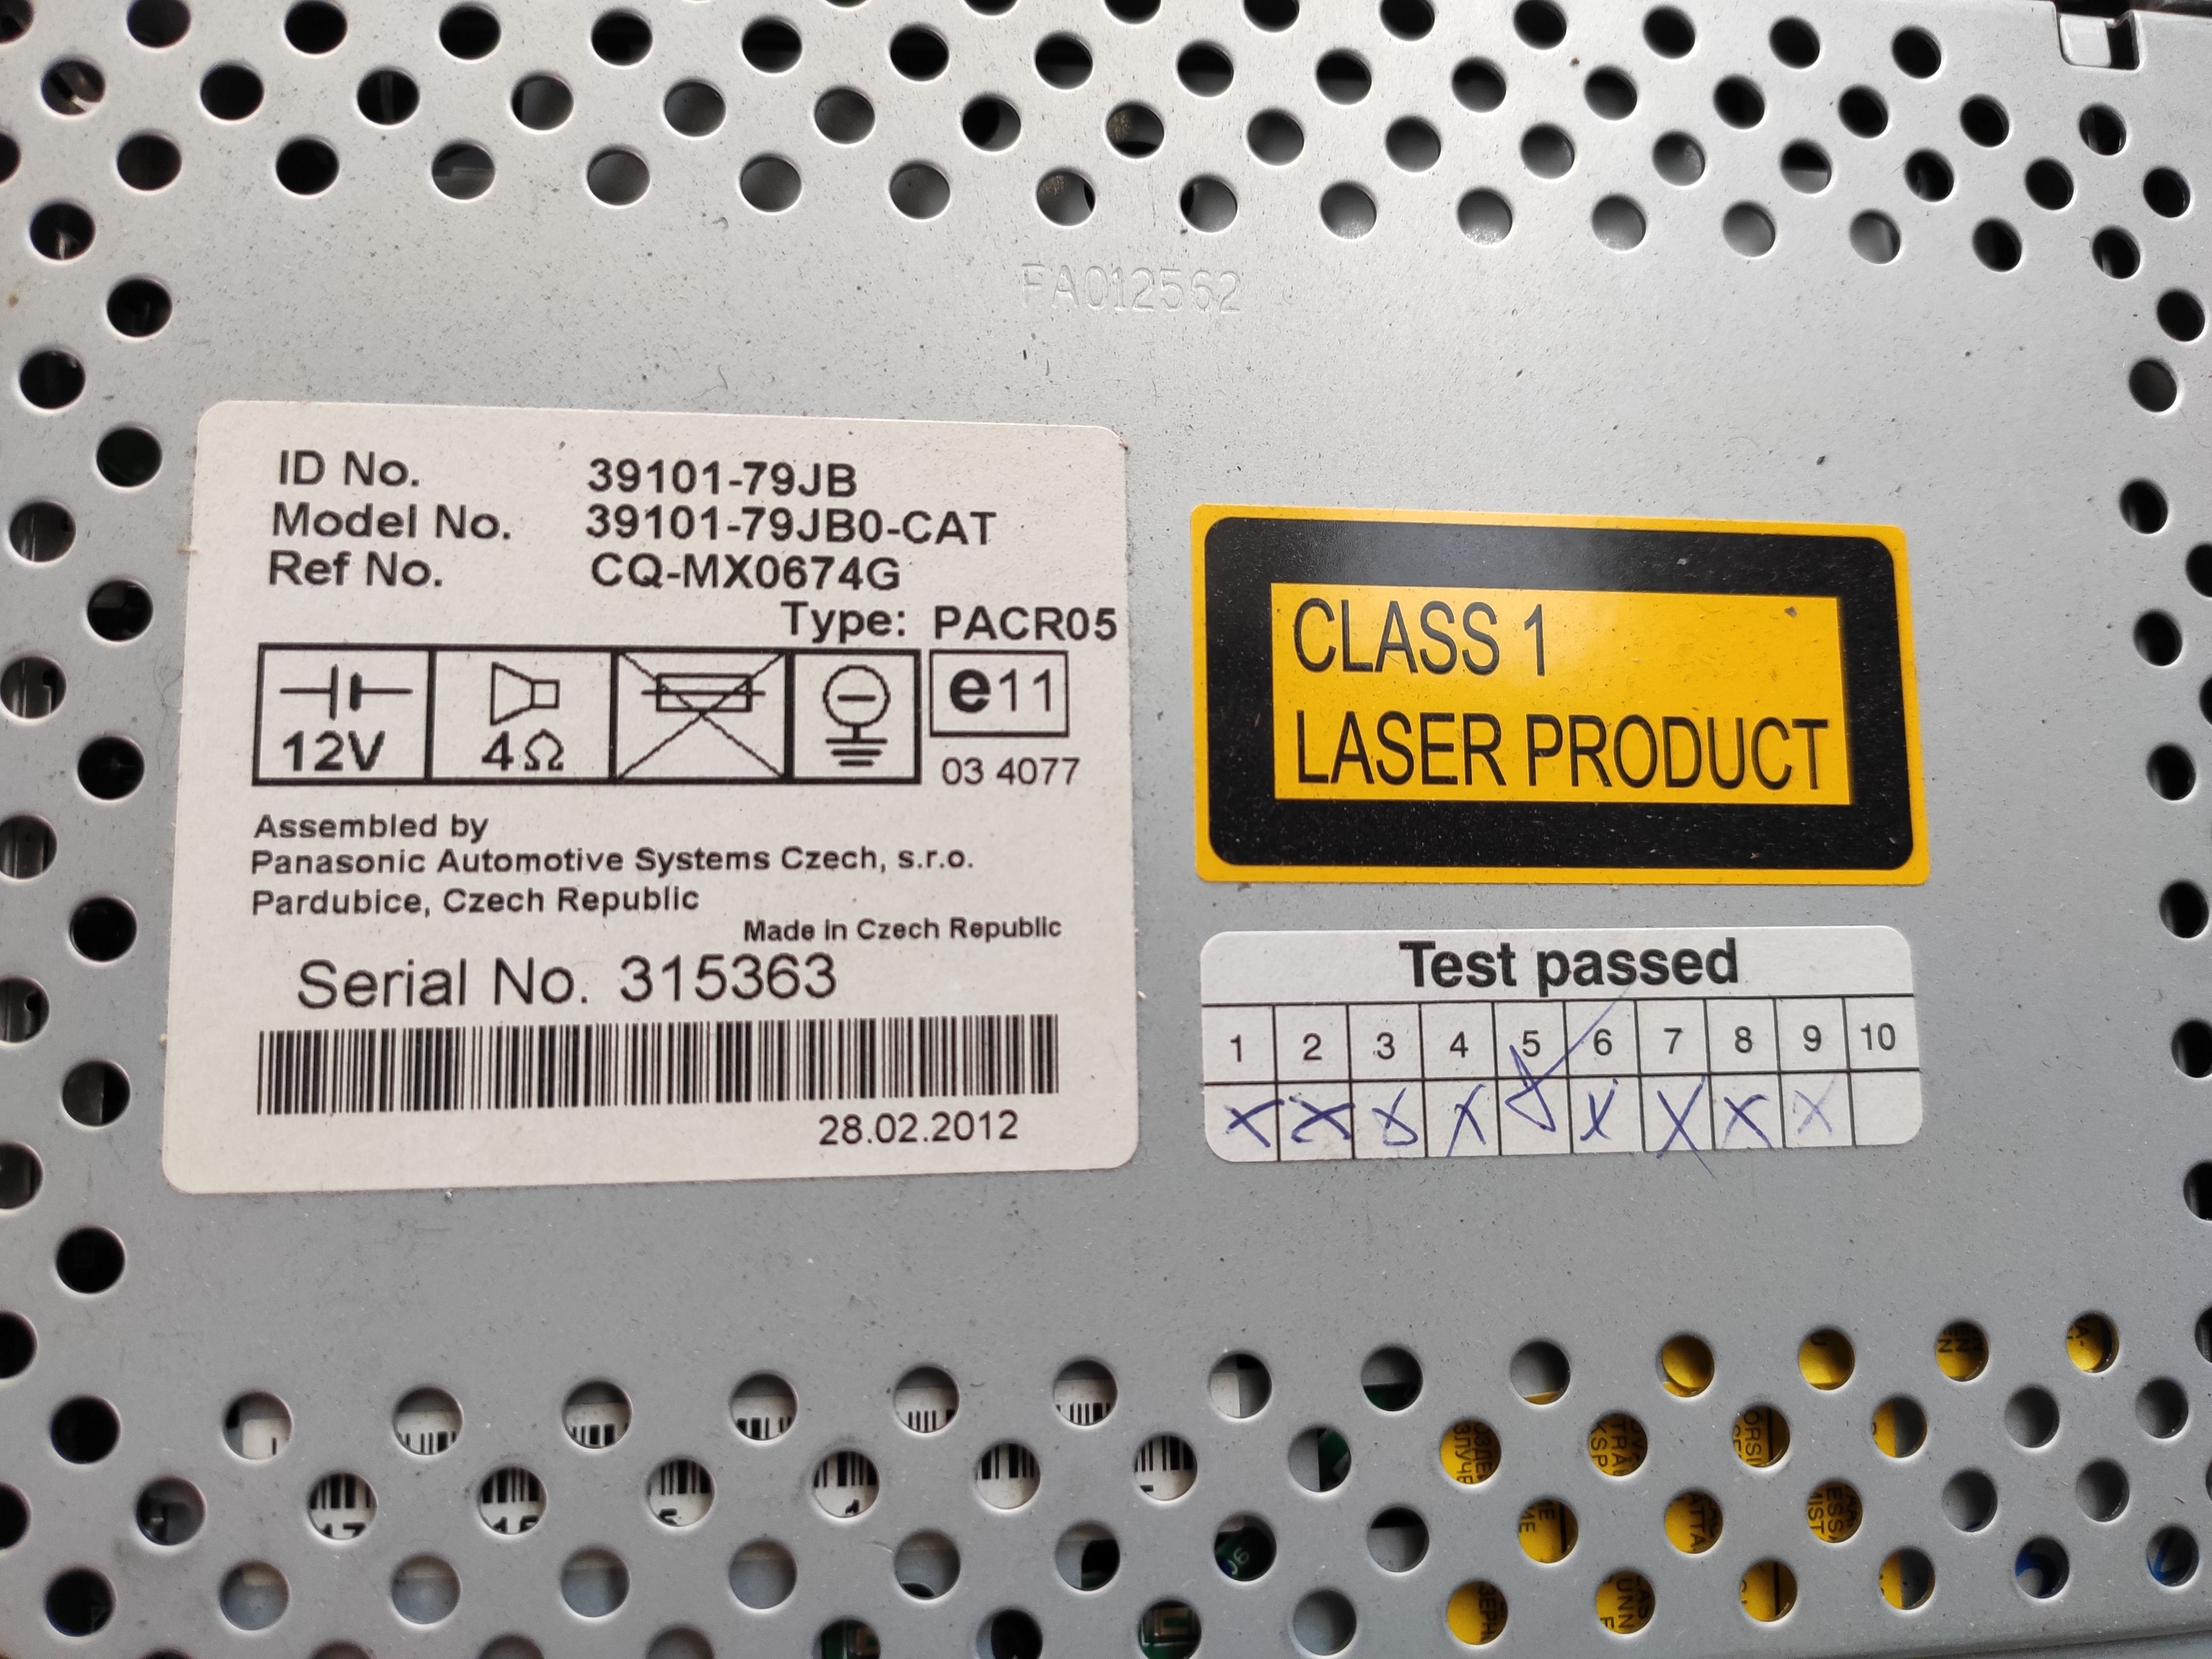 FA012562
ID No. 39101-79JB
Model No. 39101-79JB0-CAT
Ref No. CQ-MX0674G
Type: PACR05
12V 4Ω e11
03 4077
Assembled by
Panasonic Automotive Systems Czech, s.r.o.
Pardubice, Czech Republic
Made in Czech Republic
Serial No. 315363
28.02.2012
CLASS 1
LASER PRODUCT
Test passed
1 2 3 4 5 6 7 8 9 10
X X X X X X X X
J6